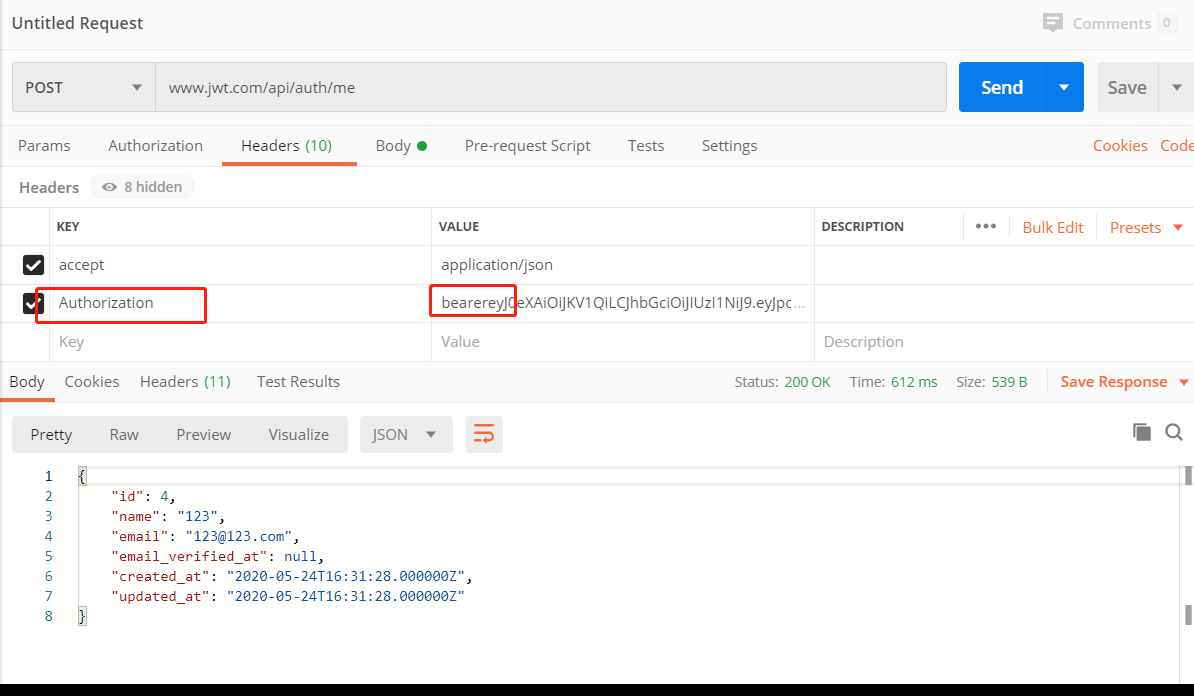 Untitled Request Comments 0
POST www.jwt.com/api/auth/me Send Save
Params Authorization Headers (10) Body Pre-request Script Tests Settings Cookies Code
Headers 8 hidden
KEY VALUE DESCRIPTION ••• Bulk Edit Presets
accept application/json
Authorization bearereyJ0eXAiOiJKV1QiLCJhbGciOiJIUzI1NiJ9.eyJpc...
Key Value Description
Body Cookies Headers (11) Test Results Status: 200 OK Time: 612 ms Size: 539 B Save Response
Pretty Raw Preview Visualize JSON
1 {
2 "id": 4,
3 "name": "123",
4 "email": "123@123.com",
5 "email_verified_at": null,
6 "created_at": "2020-05-24T16:31:28.000000Z",
7 "updated_at": "2020-05-24T16:31:28.000000Z"
8 }